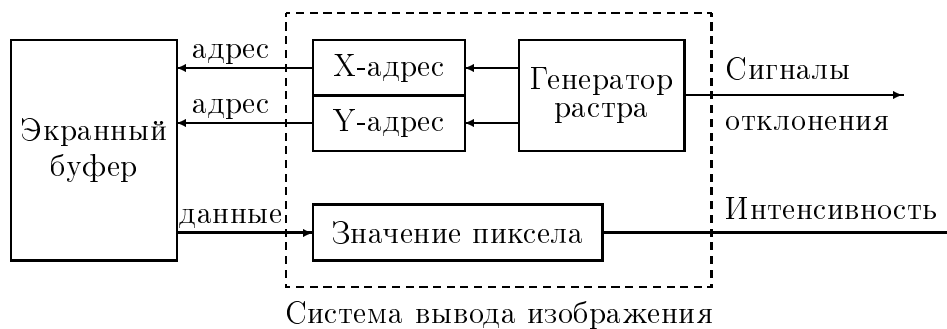 адрес
адрес
Экранный
буфер
данные
X-адрес
Y-адрес
Генератор
растра
Сигналы
отклонения
Значение пиксела
Интенсивность
Система вывода изображения